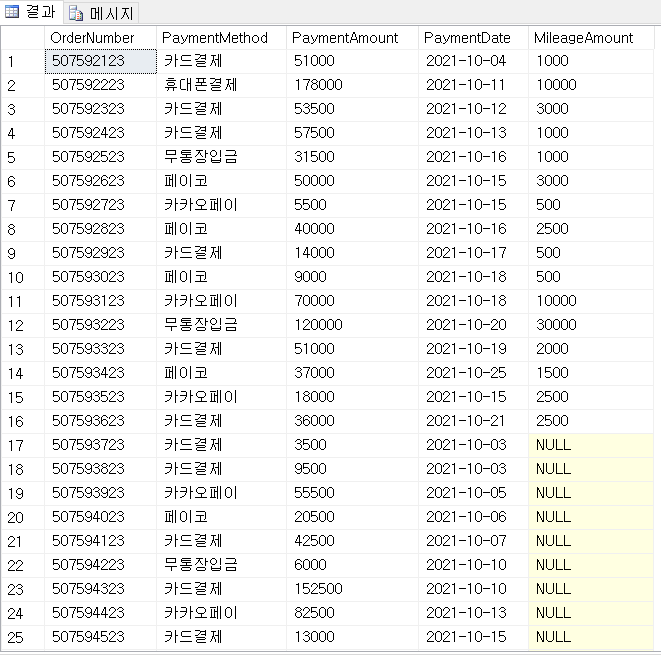 결과 메시지
OrderNumber PaymentMethod PaymentAmount PaymentDate MileageAmount
1 507592123 카드결제 51000 2021-10-04 1000
2 507592223 휴대폰결제 178000 2021-10-11 10000
3 507592323 카드결제 53500 2021-10-12 3000
4 507592423 카드결제 57500 2021-10-13 1000
5 507592523 무통장입금 31500 2021-10-16 1000
6 507592623 페이코 50000 2021-10-15 3000
7 507592723 카카오페이 5500 2021-10-15 500
8 507592823 페이코 40000 2021-10-16 2500
9 507592923 카드결제 14000 2021-10-17 500
10 507593023 페이코 9000 2021-10-18 500
11 507593123 카카오페이 70000 2021-10-18 10000
12 507593223 무통장입금 120000 2021-10-20 30000
13 507593323 카드결제 51000 2021-10-19 2000
14 507593423 페이코 37000 2021-10-25 1500
15 507593523 카카오페이 18000 2021-10-15 2500
16 507593623 카드결제 36000 2021-10-21 2500
17 507593723 카드결제 3500 2021-10-03 NULL
18 507593823 카드결제 9500 2021-10-03 NULL
19 507593923 카카오페이 55500 2021-10-05 NULL
20 507594023 페이코 20500 2021-10-06 NULL
21 507594123 카드결제 42500 2021-10-07 NULL
22 507594223 무통장입금 6000 2021-10-10 NULL
23 507594323 카드결제 152500 2021-10-10 NULL
24 507594423 카카오페이 82500 2021-10-13 NULL
25 507594523 카드결제 13000 2021-10-15 NULL